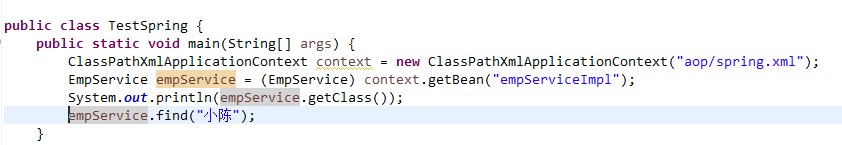 public class TestSpring {
public static void main(String[] args) {
ClassPathXmlApplicationContext context = new ClassPathXmlApplicationContext("aop/spring.xml");
EmpService empService = (EmpService) context.getBean("empServiceImpl");
System.out.println(empService.getClass());
empService.find("小陈");
}